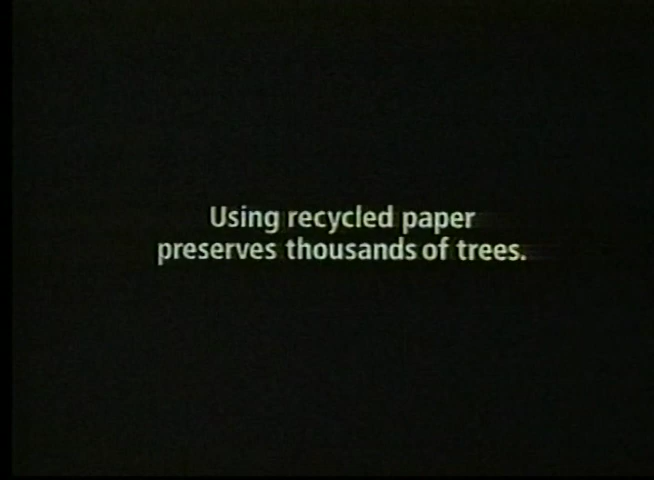 Using recycled paper
preserves thousands of trees.